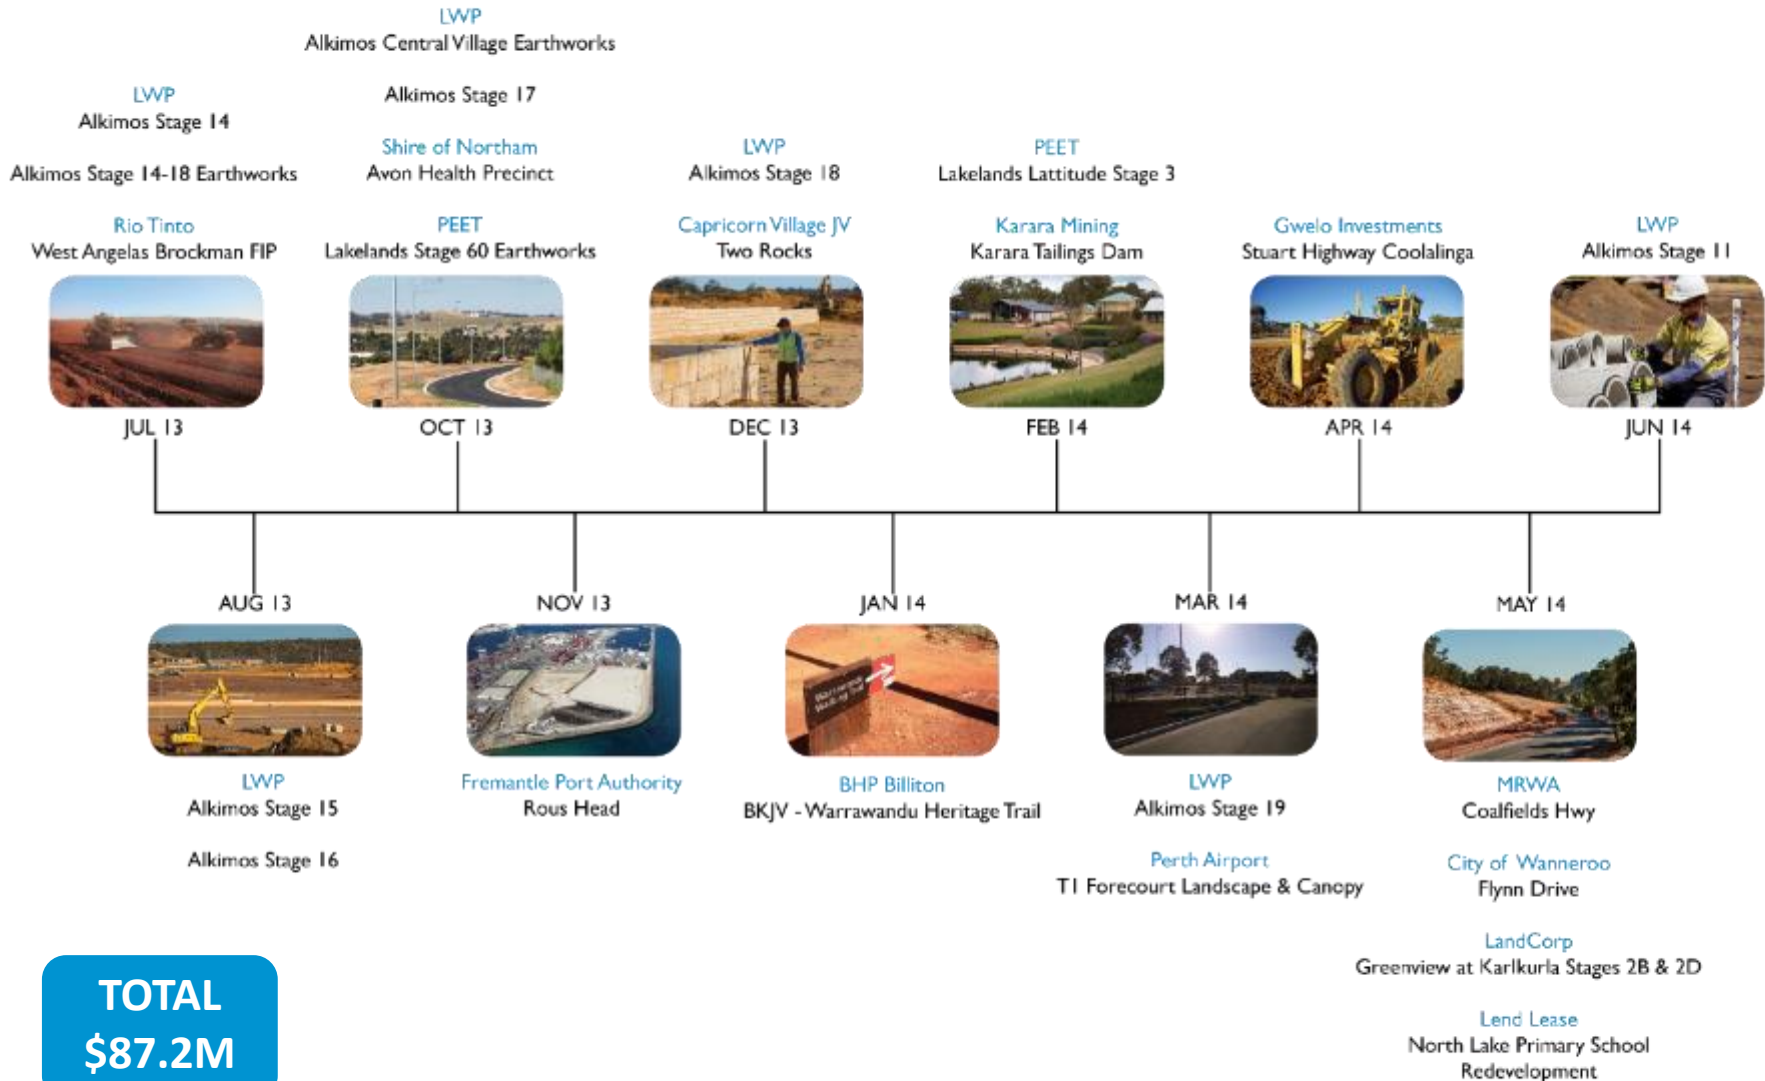 LWP
Alkimos Central Village Earthworks
Alkimos Stage 17
LWP
Alkimos Stage 14
Alkimos Stage 14-18 Earthworks
Shire of Northam
Avon Health Precinct
LWP
Alkimos Stage 18
PEET
Lakelands Lattitude Stage 3
Rio Tinto
West Angelas Brockman FIP
PEET
Lakelands Stage 60 Earthworks
Capricorn Village JV
Two Rocks
Karara Mining
Karara Tailings Dam
Gwelo Investments
Stuart Highway Coolalinga
LWP
Alkimos Stage 11
JUL 13
OCT 13
DEC 13
FEB 14
APR 14
JUN 14
AUG 13
NOV 13
JAN 14
MAR 14
MAY 14
Warrawandu
Walking Trail
LWP
Alkimos Stage 15
Alkimos Stage 16
Fremantle Port Authority
Rous Head
BHP Billiton
BKJV - Warrawandu Heritage Trail
LWP
Alkimos Stage 19
Perth Airport
T1 Forecourt Landscape & Canopy
MRWA
Coalfields Hwy
City of Wanneroo
Flynn Drive
LandCorp
Greenview at Karlkurla Stages 2B & 2D
Lend Lease
North Lake Primary School
Redevelopment
TOTAL
$87.2M